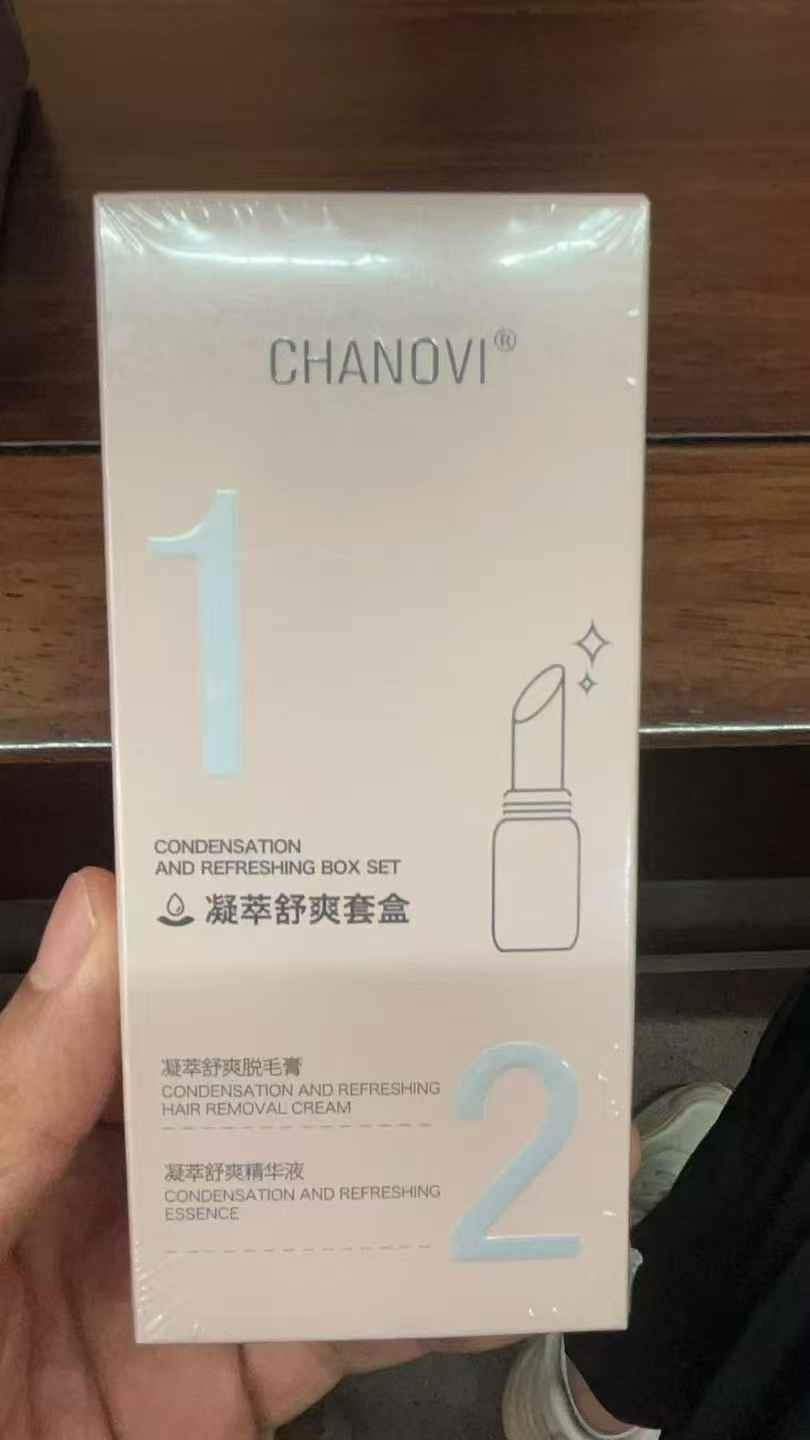 CHANOVI®
1
CONDENSATION
AND REFRESHING BOX SET
凝萃舒爽套盒
凝萃舒爽脱毛膏
CONDENSATION AND REFRESHING
HAIR REMOVAL CREAM
凝萃舒爽精华液
CONDENSATION AND REFRESHING
ESSENCE
2